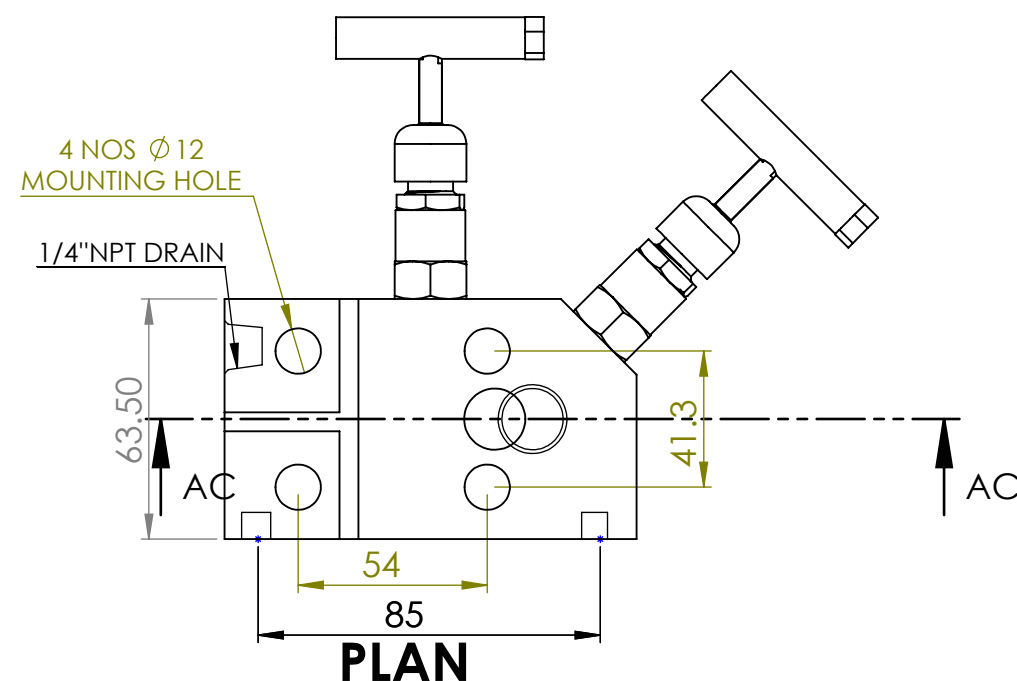 4 NOS ∅12
MOUNTING HOLE
1/4"NPT DRAIN
63.50
41.3
AC
AC
54
85
PLAN